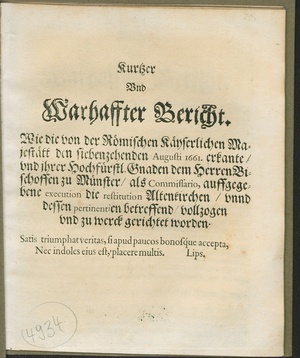 Kurtzer
Vnd
Warhaffter Bericht.
Wie die von der Römischen Käyserlichen Ma-
jestätt den siebenzehenden Augusti 1661. erkante/
vnd jhrer Hochfürstl. Gnaden dem Herren Bi-
schoffen zu Münster/ als Commissario, auffgege-
bene execution die restitution Altenkirchen/ vnnd
dessen pertinentien betreffend/ vollzogen
vnd zu werck gerichtet worden.
Satis triumphat veritas, si apud paucos bonosque accepta,
Nec indoles eius est, placere multis. Lips.
4934